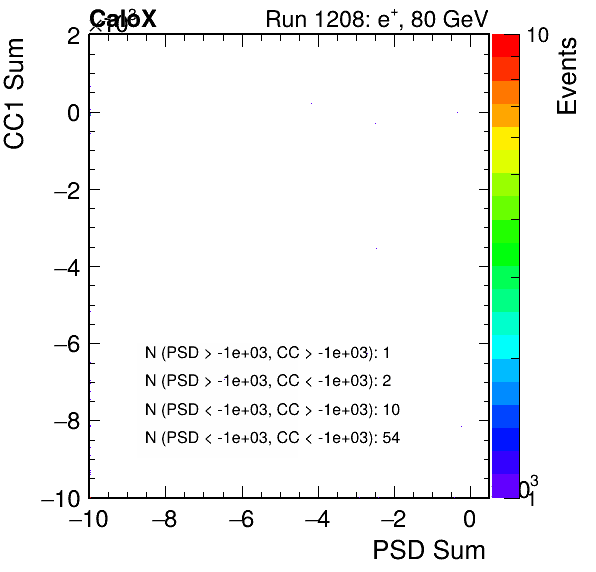 CaloX Run 1208: e+, 80 GeV
×10³
CC1 Sum
Events
2
0
−2
−4
−6
−8
−10
10
1
N (PSD > -1e+03, CC > -1e+03): 1
N (PSD > -1e+03, CC < -1e+03): 2
N (PSD < -1e+03, CC > -1e+03): 10
N (PSD < -1e+03, CC < -1e+03): 54
−10 −8 −6 −4 −2 0
PSD Sum